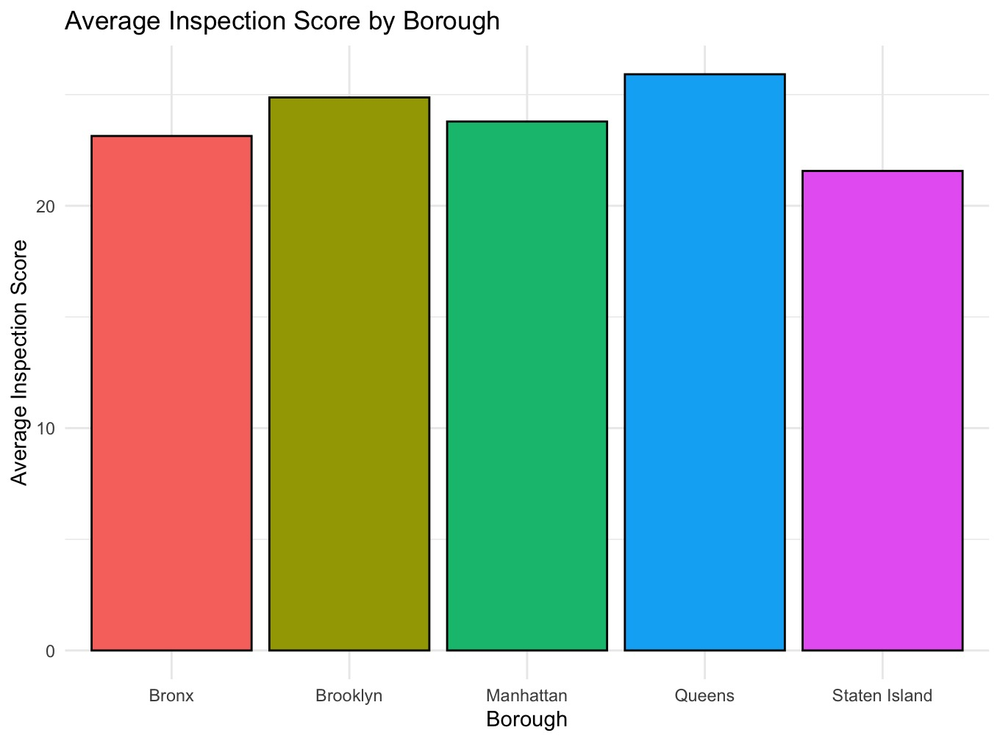 Average Inspection Score by Borough
Average Inspection Score
20
10
0
Bronx
Brooklyn
Manhattan
Queens
Staten Island
Borough